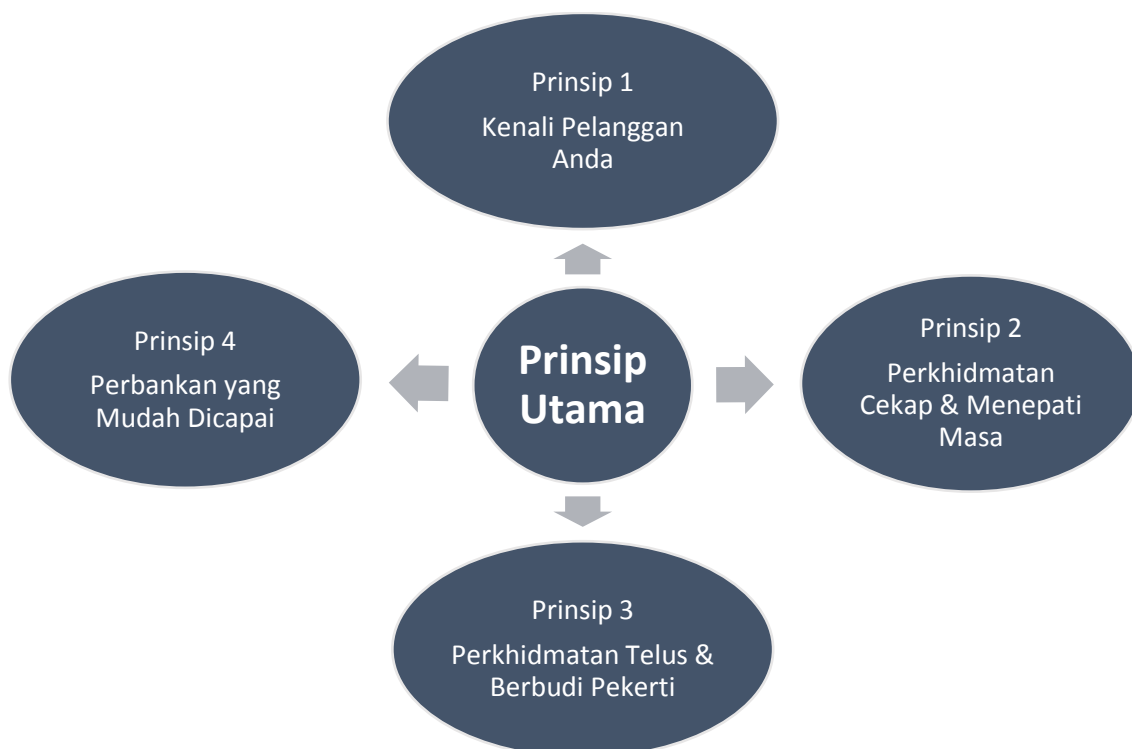 Prinsip 1
Kenali Pelanggan
Anda
Prinsip 4
Perbankan yang
Mudah Dicapai
Prinsip
Utama
Prinsip 2
Perkhidmatan
Cekap & Menepati
Masa
Prinsip 3
Perkhidmatan Telus &
Berbudi Pekerti